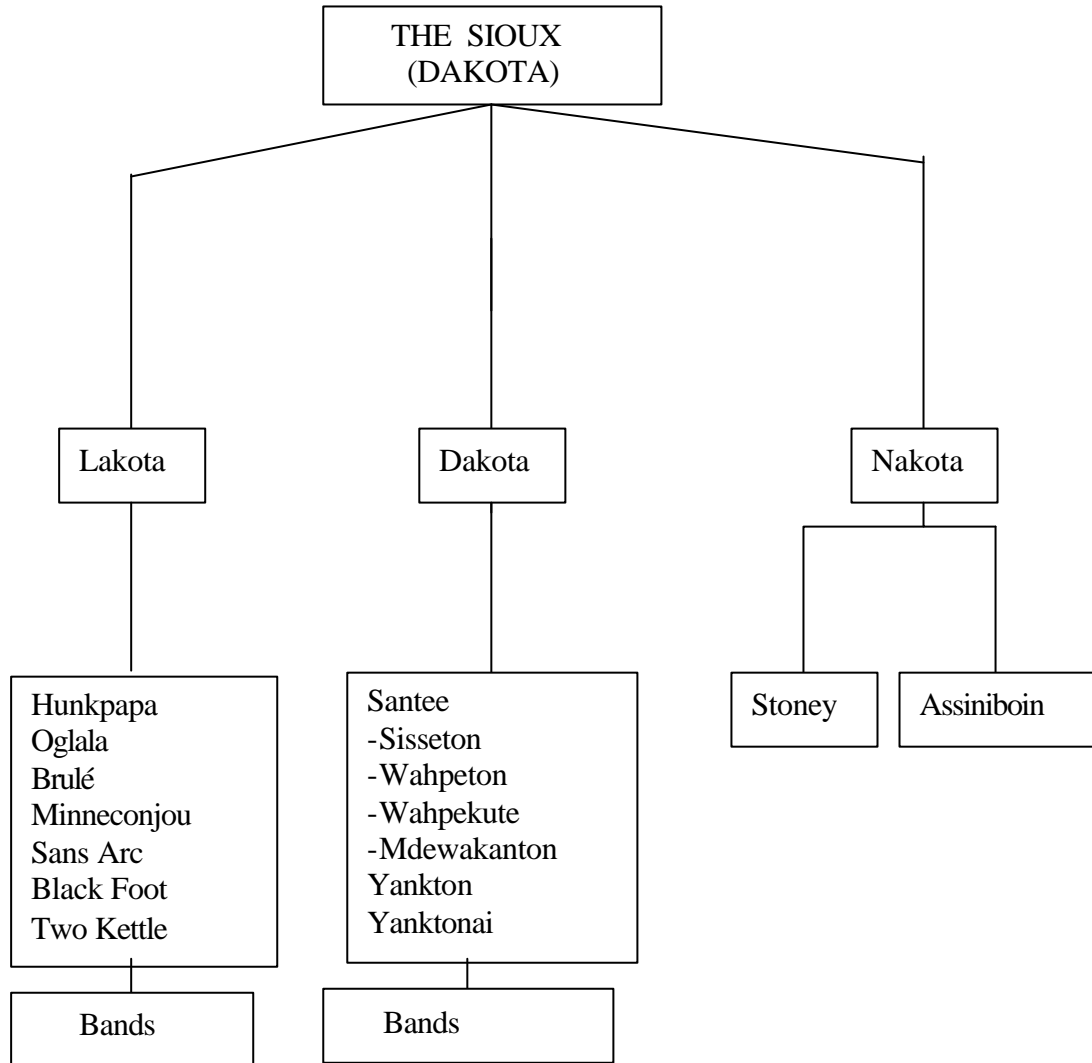 THE SIOUX
(DAKOTA)
Lakota
Dakota
Nakota
Hunkpapa
Oglala
Brulé
Minneconjou
Sans Arc
Black Foot
Two Kettle
Santee
-Sisseton
-Wahpeton
-Wahpekute
-Mdewakanton
Yankton
Yanktonai
Stoney
Assiniboin
Bands
Bands